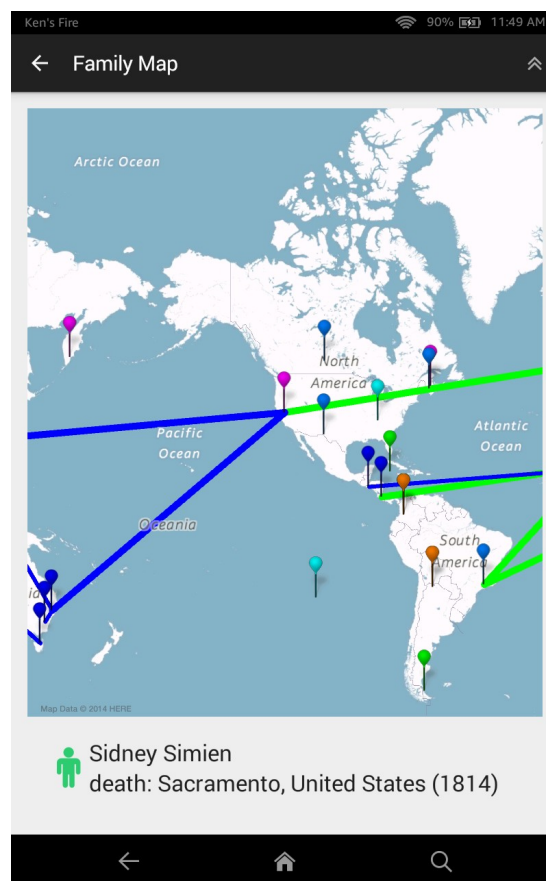 Ken's Fire 90% 11:49 AM
Family Map
Arctic Ocean
North
America
Pacific
Ocean
Atlantic
Ocean
Oceania
South
America
ia
Map Data © 2014 HERE
Sidney Simien
death: Sacramento, United States (1814)